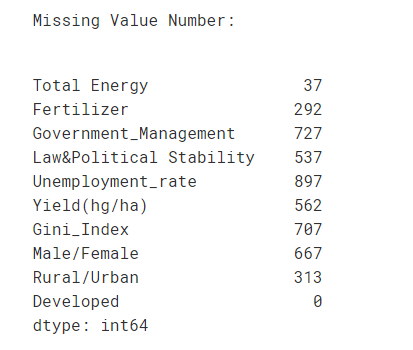 Missing Value Number:
Total Energy 37
Fertilizer 292
Government_Management 727
Law&Political Stability 537
Unemployment_rate 897
Yield(hg/ha) 562
Gini_Index 707
Male/Female 667
Rural/Urban 313
Developed 0
dtype: int64